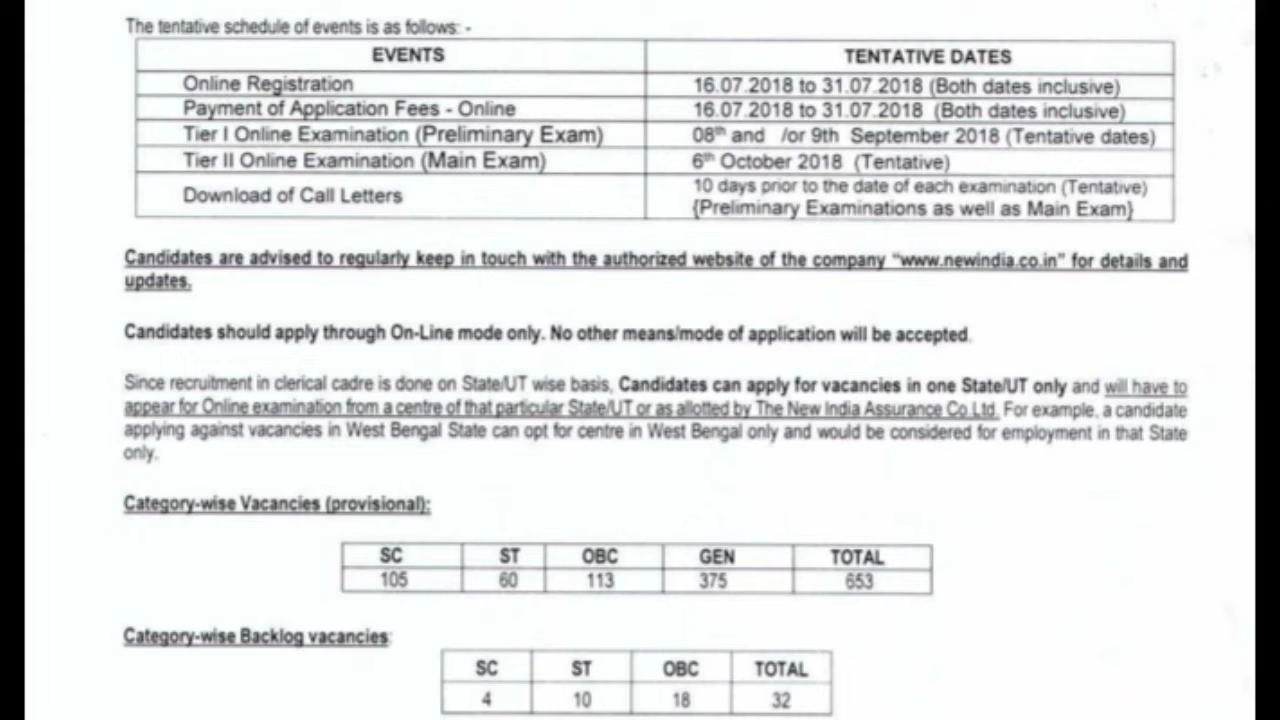 The tentative schedule of events is as follows: -
EVENTS TENTATIVE DATES
Online Registration 16.07.2018 to 31.07.2018 (Both dates inclusive)
Payment of Application Fees - Online 16.07.2018 to 31.07.2018 (Both dates inclusive)
Tier I Online Examination (Preliminary Exam) 08th and /or 9th September 2018 (Tentative dates)
Tier II Online Examination (Main Exam) 6th October 2018 (Tentative)
Download of Call Letters 10 days prior to the date of each examination (Tentative)
{Preliminary Examinations as well as Main Exam}
Candidates are advised to regularly keep in touch with the authorized website of the company "www.newindia.co.in" for details and
updates.
Candidates should apply through On-Line mode only. No other means/mode of application will be accepted.
Since recruitment in clerical cadre is done on State/UT wise basis, Candidates can apply for vacancies in one State/UT only and will have to
appear for Online examination from a centre of that particular State/UT or as allotted by The New India Assurance Co.Ltd. For example, a candidate
applying against vacancies in West Bengal State can opt for centre in West Bengal only and would be considered for employment in that State
only.
Category-wise Vacancies (provisional):
SC ST OBC GEN TOTAL
105 60 113 375 653
Category-wise Backlog vacancies:
SC ST OBC TOTAL
4 10 18 32